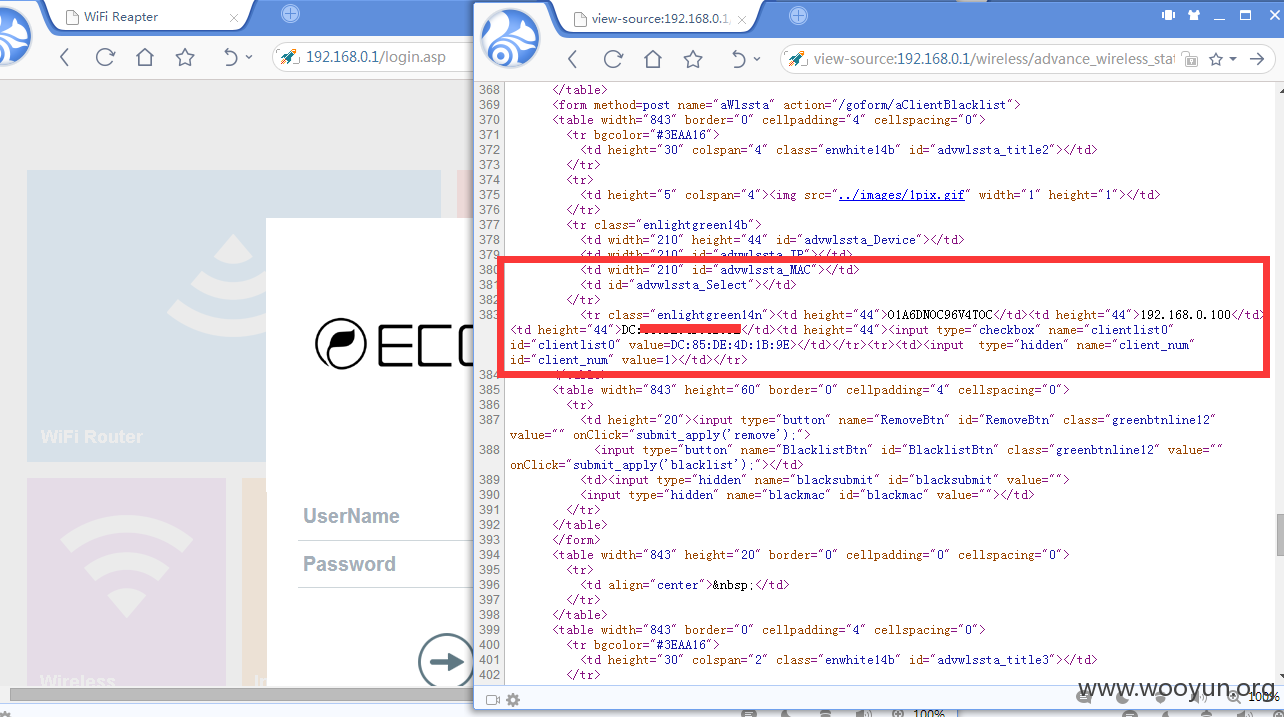 WiFi Reapter
192.168.0.1/login.asp
WiFi Router
Wireless
ECO
UserName
Password
view-source:192.168.0.1,
view-source:192.168.0.1/wireless/advance_wireless_stat
368 </table>
369 <form method=post name="aWlssta" action="/goform/aClientBlacklist">
370 <table width="843" border="0" cellpadding="4" cellspacing="0">
371 <tr bgcolor="#3EAA16">
372 <td height="30" colspan="4" class="enwhite14b" id="advwlssta_title2"></td>
373 </tr>
374 <tr>
375 <td height="5" colspan="4"><img src="../images/1pix.gif" width="1" height="1"></td>
376 </tr>
377 <tr class="enlightgreen14b">
378 <td width="210" height="44" id="advwlssta_Device"></td>
379 <td width="210" id="advwlssta_IP"></td>
380 <td width="210" id="advwlssta_MAC"></td>
381 <td id="advwlssta_Select"></td>
382 </tr>
383 <tr class="enlightgreen14n"><td height="44">O1A6DNOC96V4TOC</td><td height="44">192.168.0.100</td>
<td height="44">DC: </td><td height="44"><input type="checkbox" name="clientlist0"
id="clientlist0" value=DC:85:DE:4D:1B:9E></td></tr><tr><td><input type="hidden" name="client_num"
id="client_num" value=1></td></tr>
384 </table>
385 <table width="843" height="60" border="0" cellpadding="4" cellspacing="0">
386 <tr>
387 <td height="20"><input type="button" name="RemoveBtn" id="RemoveBtn" class="greenbtnline12"
value="" onClick="submit_apply('remove');">
388 <input type="button" name="BlacklistBtn" id="BlacklistBtn" class="greenbtnline12" value=""
onClick="submit_apply('blacklist');"></td>
389 <td><input type="hidden" name="blacksubmit" id="blacksubmit" value="">
390 <input type="hidden" name="blackmac" id="blackmac" value=""></td>
391 </tr>
392 </table>
393 </form>
394 <table width="843" height="20" border="0" cellpadding="0" cellspacing="0">
395 <tr>
396 <td align="center">&nbsp;</td>
397 </tr>
398 </table>
399 <table width="843" border="0" cellpadding="4" cellspacing="0">
400 <tr bgcolor="#3EAA16">
401 <td height="30" colspan="2" class="enwhite14b" id="advwlssta_title3"></td>
402 </tr>
www.wooyun.org
100%
100%